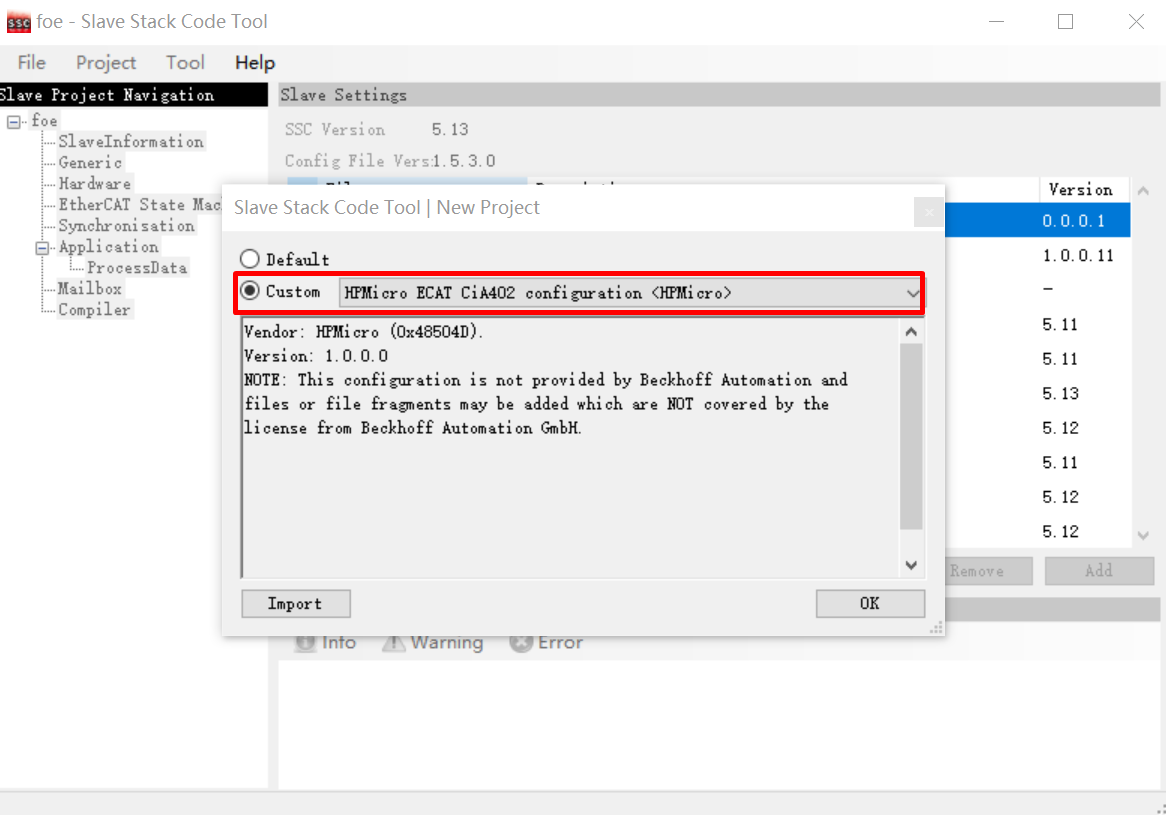 ssc foe - Slave Stack Code Tool
File Project Tool Help
Slave Project Navigation
foe
SlaveInformation
Generic
Hardware
EtherCAT State Mac
Synchronisation
Application
ProcessData
Mailbox
Compiler
Slave Settings
SSC Version 5.13
Config File Vers:1.5.3.0
Version
0.0.0.1
1.0.0.11
–
5.11
5.11
5.13
5.12
5.11
5.12
5.12
Remove Add
Slave Stack Code Tool | New Project
Default
Custom HPMicro ECAT CiA402 configuration <HPMicro>
Vendor: HPMicro (0x48504D).
Version: 1.0.0.0
NOTE: This configuration is not provided by Beckhoff Automation and
files or file fragments may be added which are NOT covered by the
license from Beckhoff Automation GmbH.
Import OK
Info Warning Error